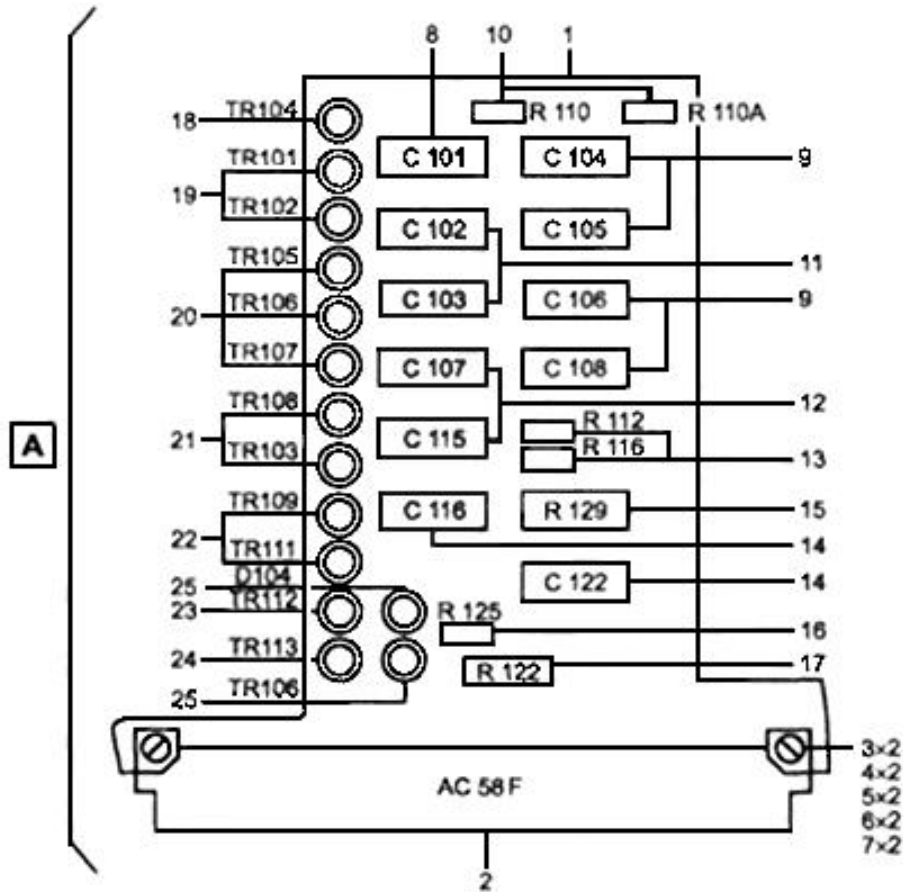 8 10 1
18 TR104 R 110 R 110A
TR101 C 101 C 104 9
19
TR102 C 102 C 105
TR105 11
20 TR106 C 103 C 106 9
TR107 C 107 C 108
TR108 12
A 21 C 115 R 112
TR103 R 116 13
TR109 C 116 R 129 15
22 14
TR111 C 122 14
25 D104
23 TR112 R 125 16
24 TR113 R 122 17
25 TR106
3×2
AC 58 F 4×2
5×2
6×2
7×2
2